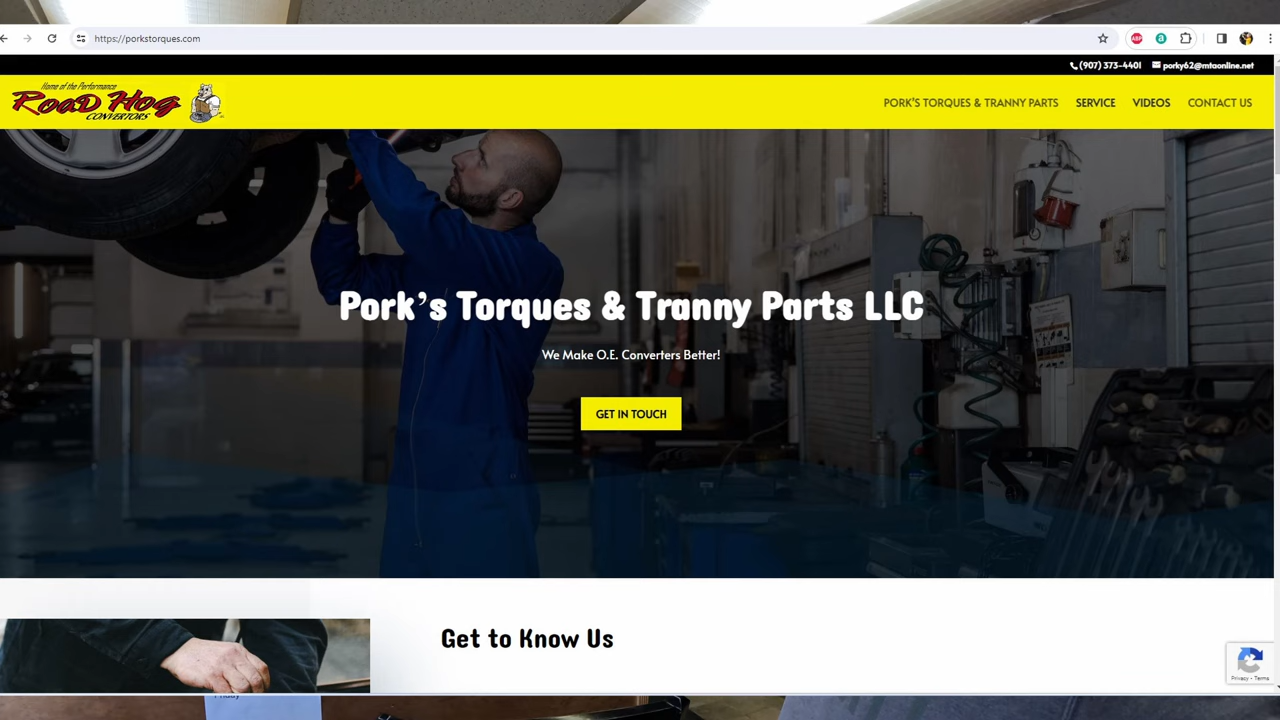 https://porkstorques.com
ABP
a
(907) 373-4401 porky62@mtaonline.net
Home of the Performance
Road Hog
CONVERTORS
PORK'S TORQUES & TRANNY PARTS SERVICE VIDEOS CONTACT US
Pork’s Torques & Tranny Parts LLC
We Make O.E. Converters Better!
GET IN TOUCH
Get to Know Us
Privacy - Terms